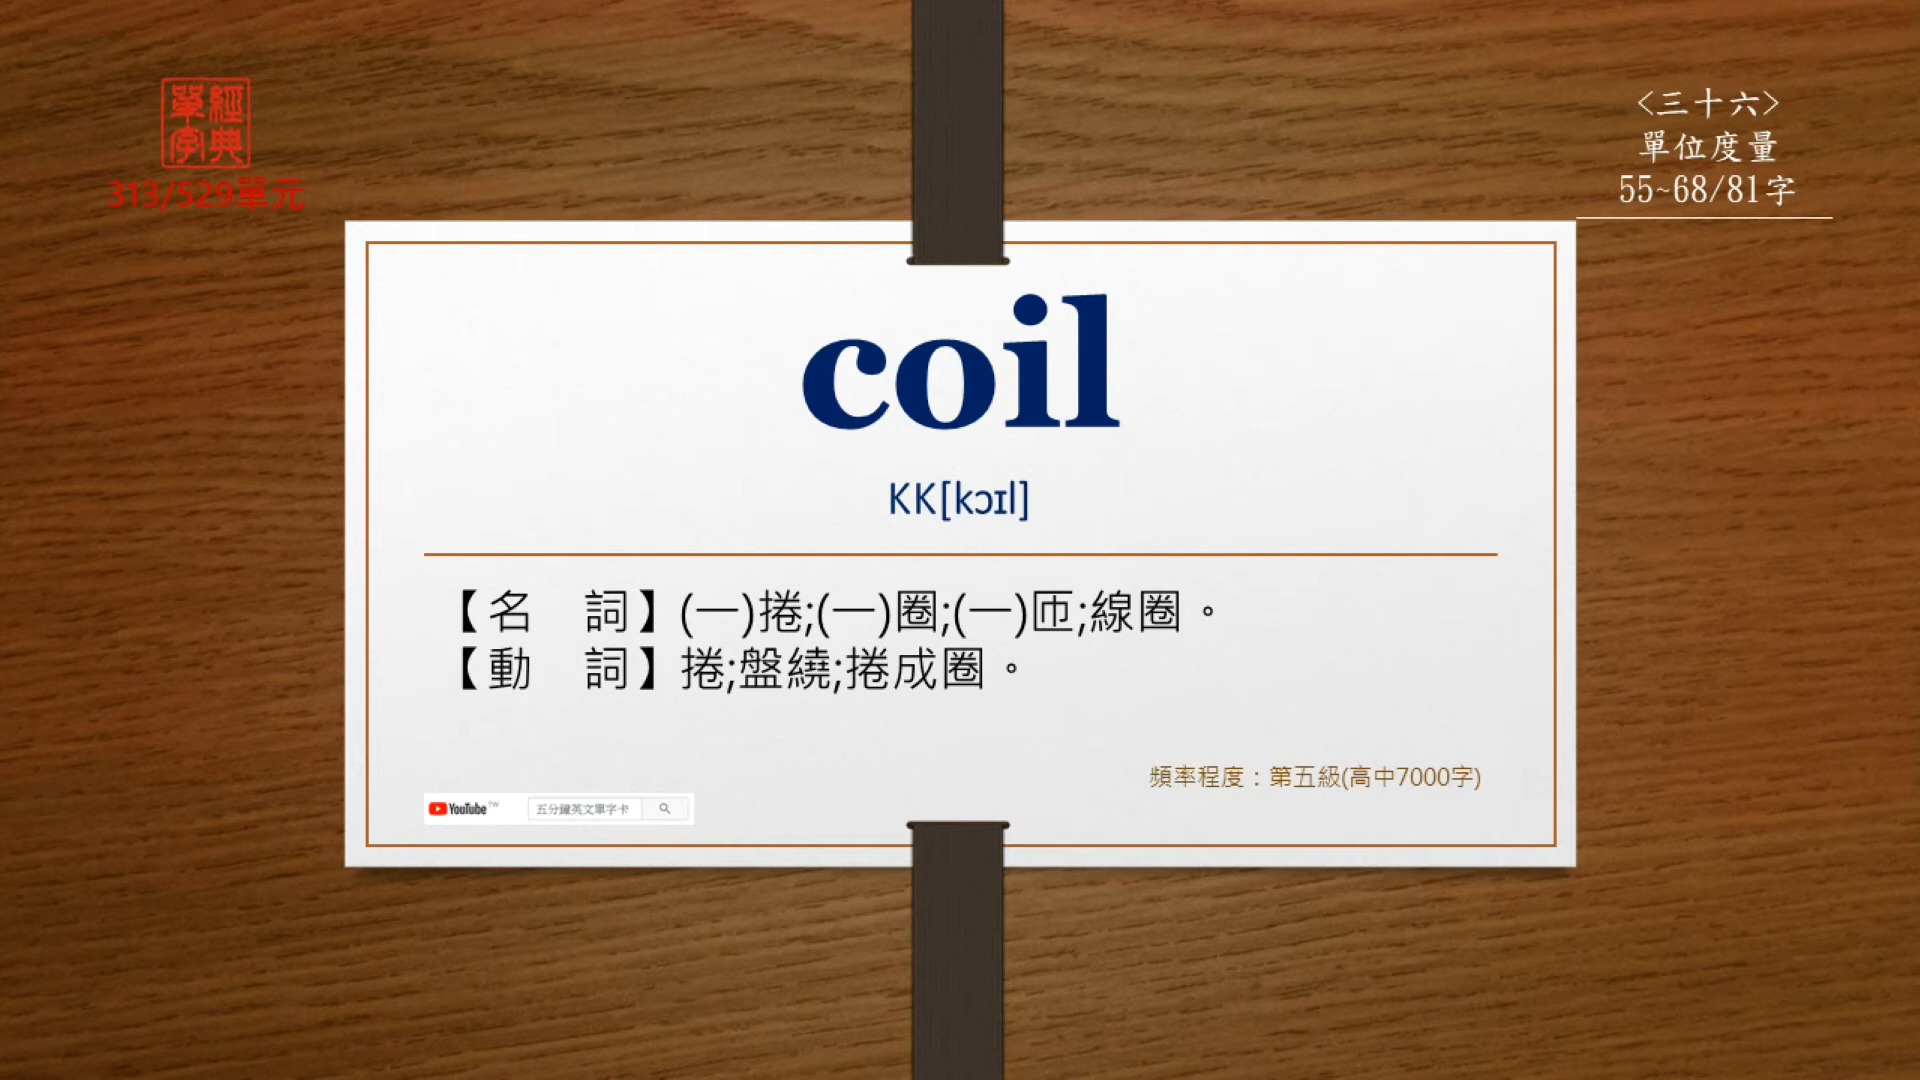 單字經典
313/529單元
<三十六>
單位度量
55~68/81字
coil
KK[kɔɪl]
【名　詞】(一)捲;(一)圈;(一)匝;線圈。
【動　詞】捲;盤繞;捲成圈。
頻率程度：第五級(高中7000字)
YouTube TW
五分鐘英文單字卡